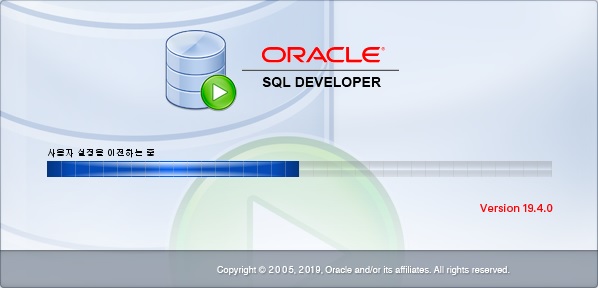 ORACLE®
SQL DEVELOPER
사용자 설정을 이전하는 중
Version 19.4.0
Copyright © 2005, 2019, Oracle and/or its affiliates. All rights reserved.